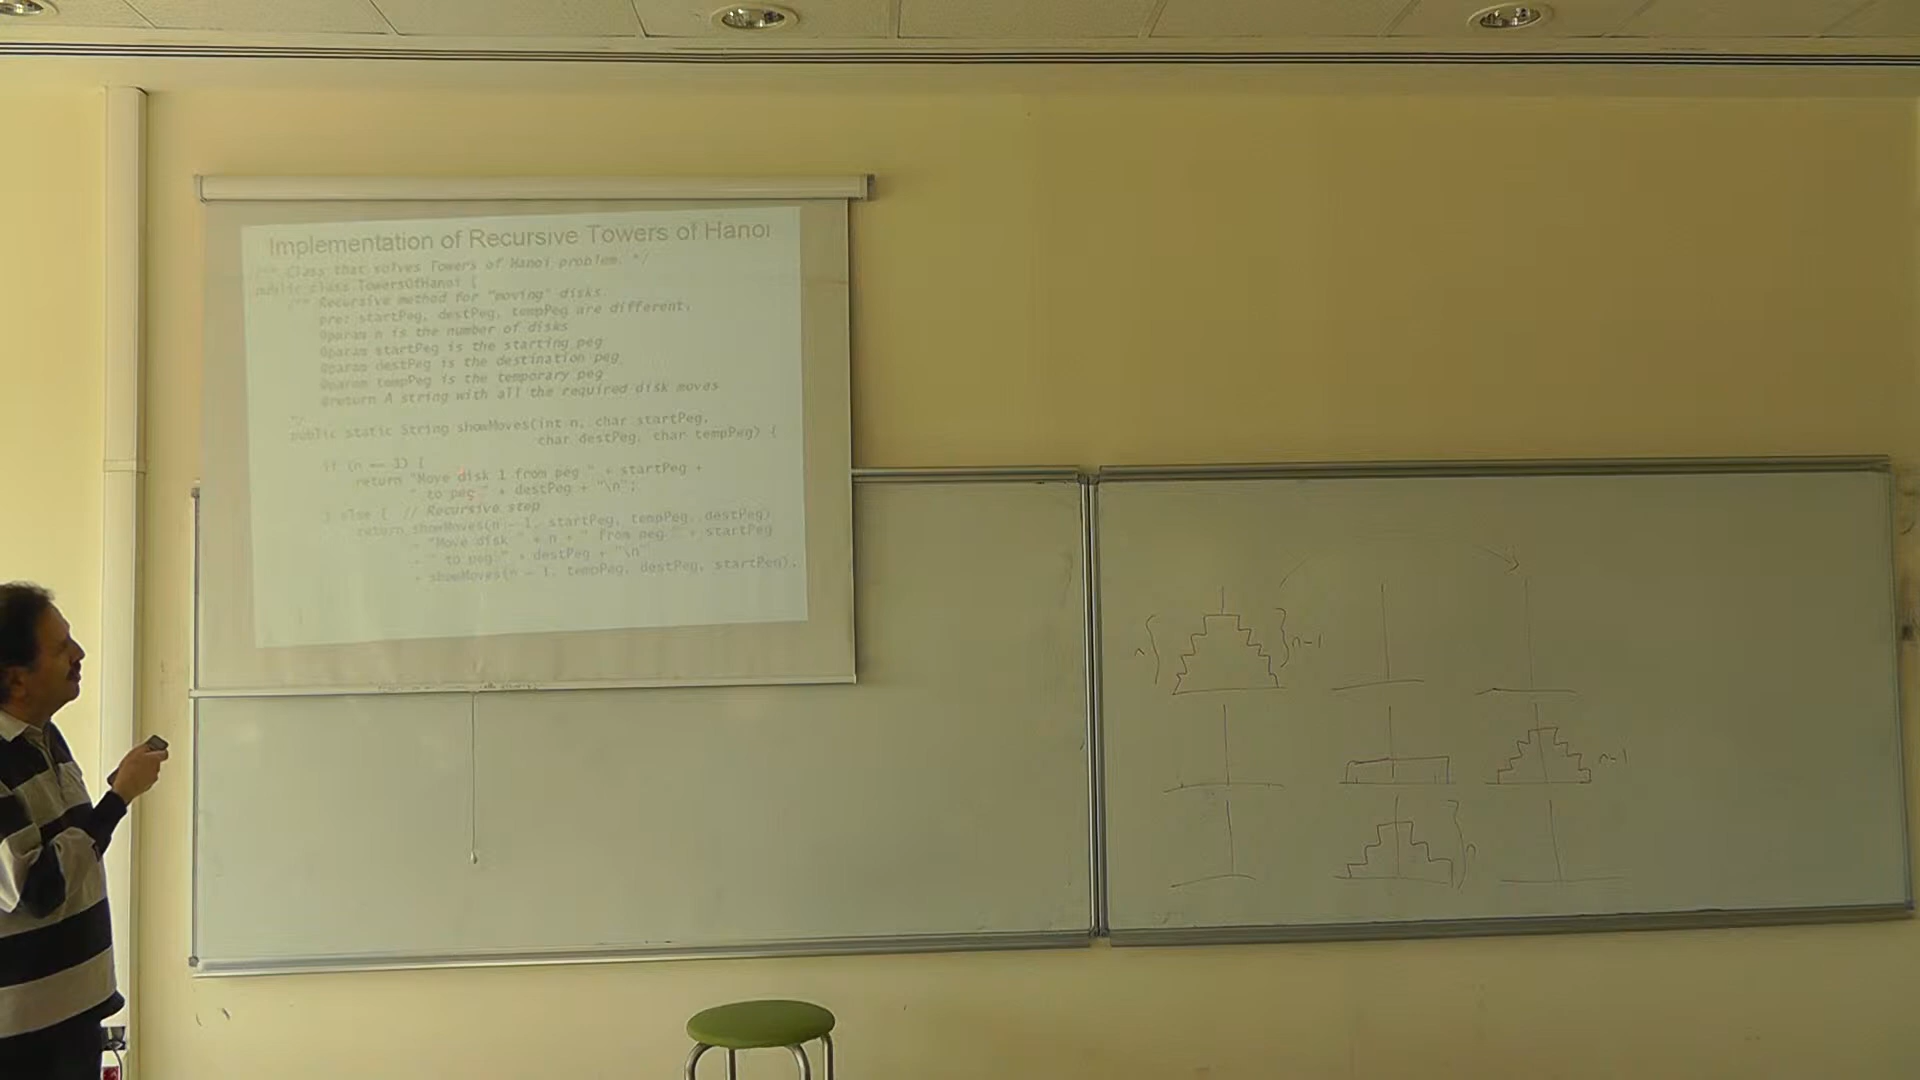 Implementation of Recursive Towers of Hanoi
/** Class that solves Towers of Hanoi problem. */
public class TowersOfHanoi {
/** Recursive method for "moving" disks.
pre: startPeg, destPeg, tempPeg are different.
@param n is the number of disks
@param startPeg is the starting peg
@param destPeg is the destination peg
@param tempPeg is the temporary peg
@return A string with all the required disk moves
*/
public static String showMoves(int n, char startPeg,
char destPeg, char tempPeg) {
if (n == 1) {
return "Move disk 1 from peg " + startPeg +
" to peg " + destPeg + "\n";
} else { // Recursive step
return showMoves(n - 1, startPeg, tempPeg, destPeg)
+ "Move disk " + n + " from peg " + startPeg
+ " to peg " + destPeg + "\n"
+ showMoves(n - 1, tempPeg, destPeg, startPeg);
n
n-1
n-1
n